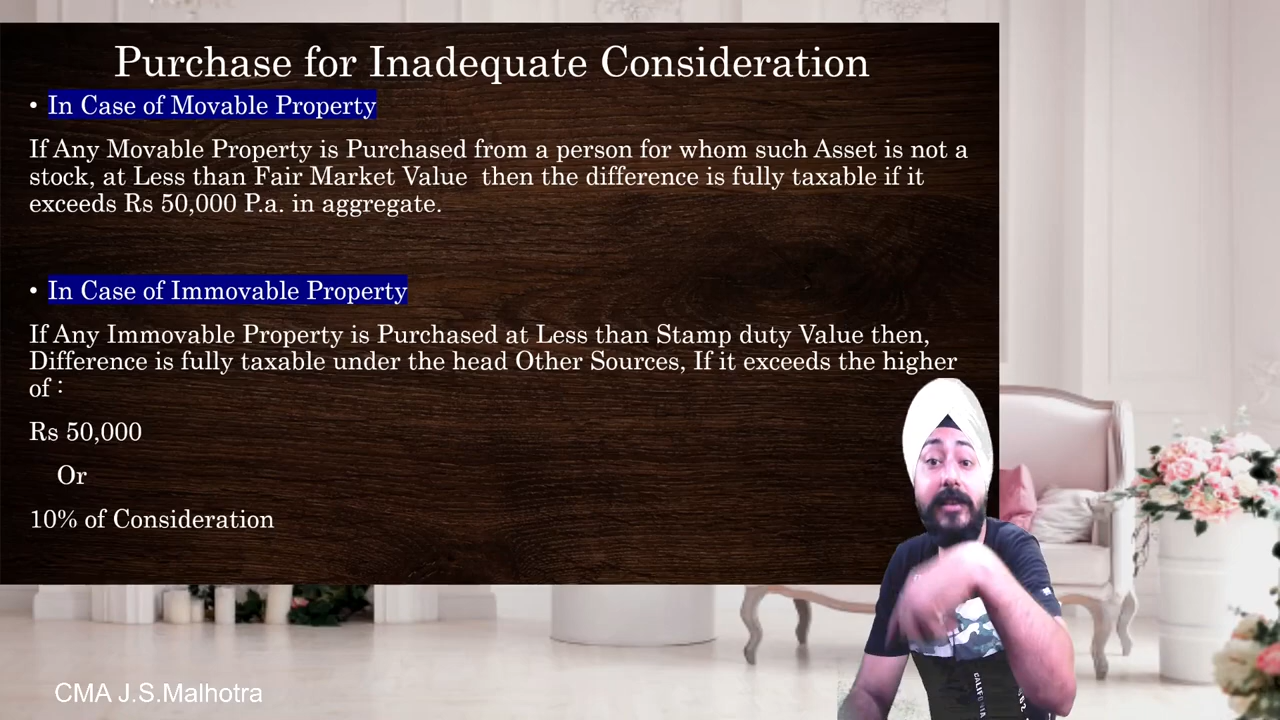 Purchase for Inadequate Consideration
• In Case of Movable Property
If Any Movable Property is Purchased from a person for whom such Asset is not a
stock, at Less than Fair Market Value then the difference is fully taxable if it
exceeds Rs 50,000 P.a. in aggregate.
• In Case of Immovable Property
If Any Immovable Property is Purchased at Less than Stamp duty Value then,
Difference is fully taxable under the head Other Sources, If it exceeds the higher
of :
Rs 50,000
Or
10% of Consideration
CMA J.S.Malhotra